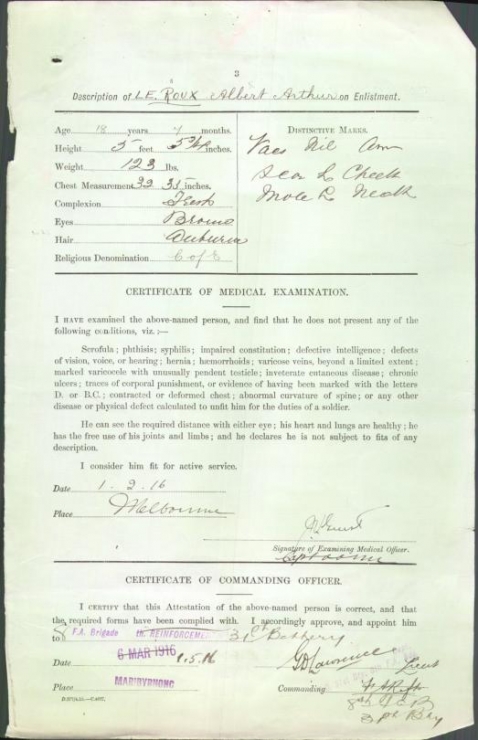 3
Description of LE. ROUX Albert Arthur on Enlistment.
Age 18 years 7 months.
Height 5 feet inches.
Weight 123 lbs.
Chest Measurement 32 35 inches.
Complexion Fresh
Eyes Brown
Hair Auburn
Religious Denomination C of E
DISTINCTIVE MARKS.
Vacc Nil Arm
Scar L Cheek
Mole R Neck
CERTIFICATE OF MEDICAL EXAMINATION.
I HAVE examined the above-named person, and find that he does not present any of the
following conditions, viz. :—
Scrofula; phthisis; syphilis; impaired constitution; defective intelligence; defects
of vision, voice, or hearing; hernia; hæmorrhoids; varicose veins, beyond a limited extent;
marked varicocele with unusually pendent testicle; inveterate cutaneous disease; chronic
ulcers; traces of corporal punishment, or evidence of having been marked with the letters
D. or B.C.; contracted or deformed chest; abnormal curvature of spine; or any other
disease or physical defect calculated to unfit him for the duties of a soldier.
He can see the required distance with either eye; his heart and lungs are healthy; he
has the free use of his joints and limbs; and he declares he is not subject to fits of any
description.
I consider him fit for active service.
Date 1. 2. 16
Place Melbourne
Signature of Examining Medical Officer.
CERTIFICATE OF COMMANDING OFFICER.
I CERTIFY that this Attestation of the above-named person is correct, and that
the required forms have been complied with. I accordingly approve, and appoint him
to 8 F.A. Brigade REINFORCEMENTS 31st Battery
6 MAR 1916
Date 1.5.16
Lawrence Lieut
Place MARIBYRNONG
Commanding